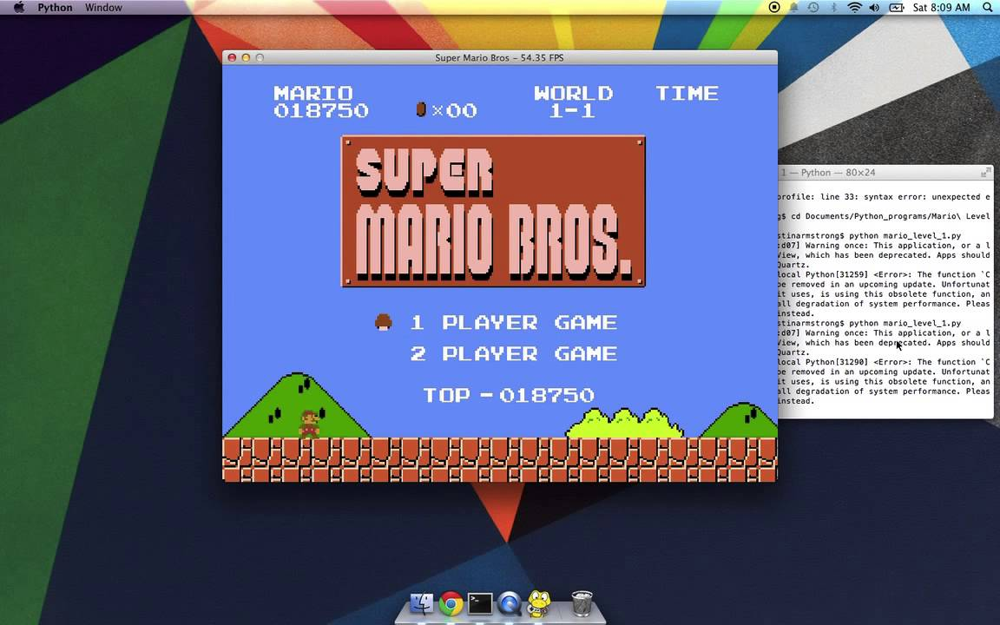 Python Window
Sat 8:09 AM
Super Mario Bros - 54.35 FPS
MARIO WORLD TIME
018750 ×00 1-1
SUPER
MARIO BROS.
1 PLAYER GAME
2 PLAYER GAME
TOP - 018750
1 — Python — 80×24
profile: line 33: syntax error: unexpected e
g$ cd Documents/Python_programs/Mario\ Level
stinarmstrong$ python mario_level_1.py
:d07] Warning once: This application, or a l
View, which has been deprecated. Apps should
Quartz.
local Python[31259] <Error>: The function `C
be removed in an upcoming update. Unfortunat
it uses, is using this obsolete function, an
all degradation of system performance. Pleas
instead.
stinarmstrong$ python mario_level_1.py
:d07] Warning once: This application, or a l
View, which has been deprecated. Apps should
Quartz.
local Python[31290] <Error>: The function `C
be removed in an upcoming update. Unfortunat
it uses, is using this obsolete function, an
all degradation of system performance. Pleas
instead.